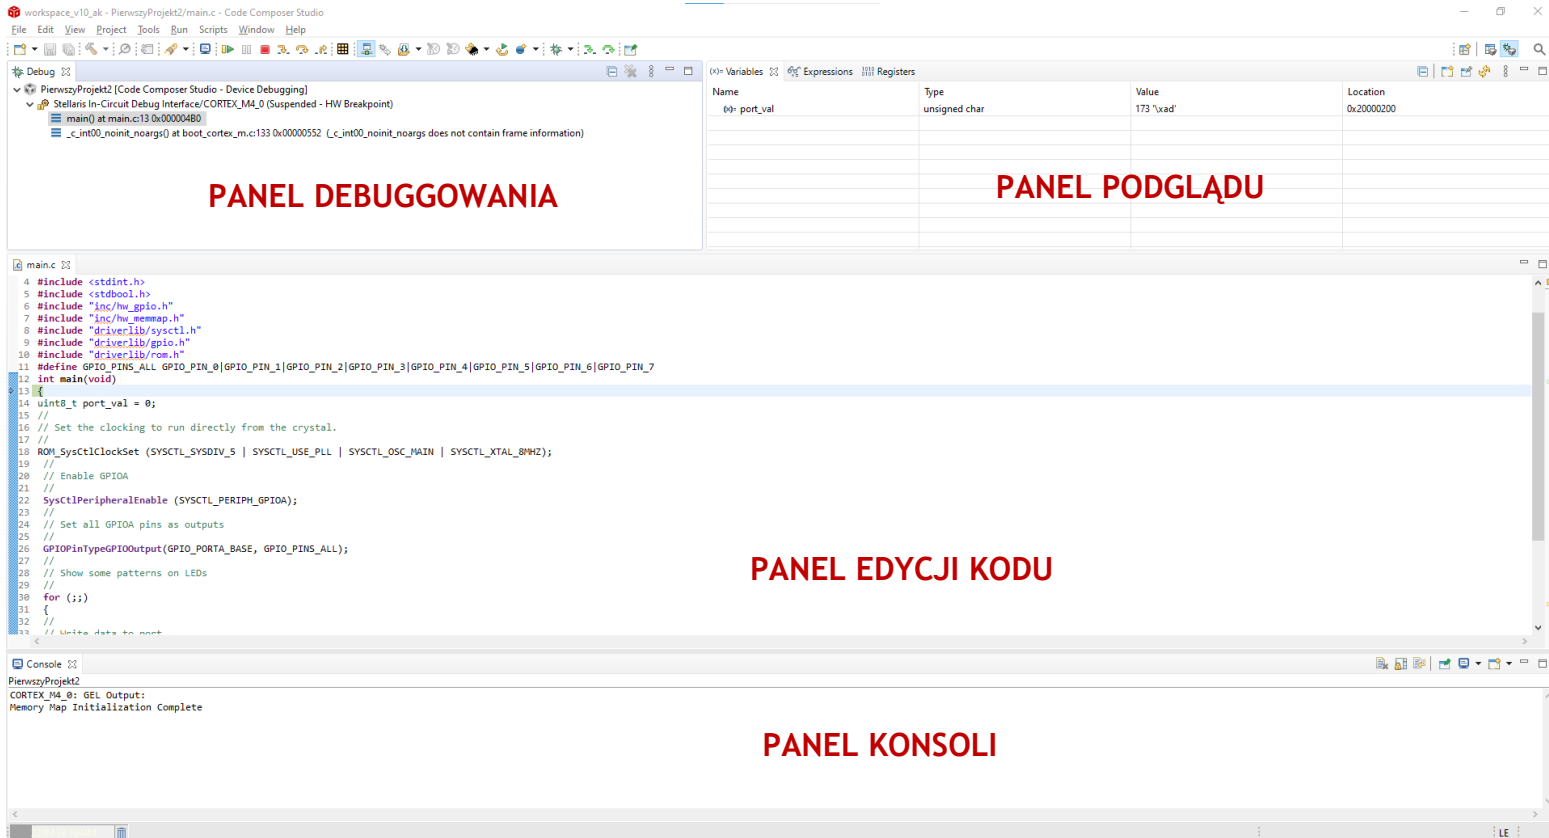 workspace_v10_ak - PierwszyProjekt2/main.c - Code Composer Studio
File Edit View Project Tools Run Scripts Window Help
Debug
PierwszyProjekt2 [Code Composer Studio - Device Debugging]
Stellaris In-Circuit Debug Interface/CORTEX_M4_0 (Suspended - HW Breakpoint)
main() at main.c:13 0x000004B0
_c_int00_noinit_noargs() at boot_cortex_m.c:133 0x00000552 (_c_int00_noinit_noargs does not contain frame information)
PANEL DEBUGGOWANIA
(x)= Variables Expressions Registers
Name Type Value Location
(x)= port_val unsigned char 173 '\xad' 0x20000200
PANEL PODGLĄDU
main.c
4 #include <stdint.h>
5 #include <stdbool.h>
6 #include "inc/hw_gpio.h"
7 #include "inc/hw_memmap.h"
8 #include "driverlib/sysctl.h"
9 #include "driverlib/gpio.h"
10 #include "driverlib/rom.h"
11 #define GPIO_PINS_ALL GPIO_PIN_0|GPIO_PIN_1|GPIO_PIN_2|GPIO_PIN_3|GPIO_PIN_4|GPIO_PIN_5|GPIO_PIN_6|GPIO_PIN_7
12 int main(void)
13 {
14 uint8_t port_val = 0;
15 //
16 // Set the clocking to run directly from the crystal.
17 //
18 ROM_SysCtlClockSet (SYSCTL_SYSDIV_5 | SYSCTL_USE_PLL | SYSCTL_OSC_MAIN | SYSCTL_XTAL_8MHZ);
19 //
20 // Enable GPIOA
21 //
22 SysCtlPeripheralEnable (SYSCTL_PERIPH_GPIOA);
23 //
24 // Set all GPIOA pins as outputs
25 //
26 GPIOPinTypeGPIOOutput(GPIO_PORTA_BASE, GPIO_PINS_ALL);
27 //
28 // Show some patterns on LEDs
29 //
30 for (;;)
31 {
32 //
33 // Write data to port
PANEL EDYCJI KODU
Console
PierwszyProjekt2
CORTEX_M4_0: GEL Output:
Memory Map Initialization Complete
PANEL KONSOLI
LE